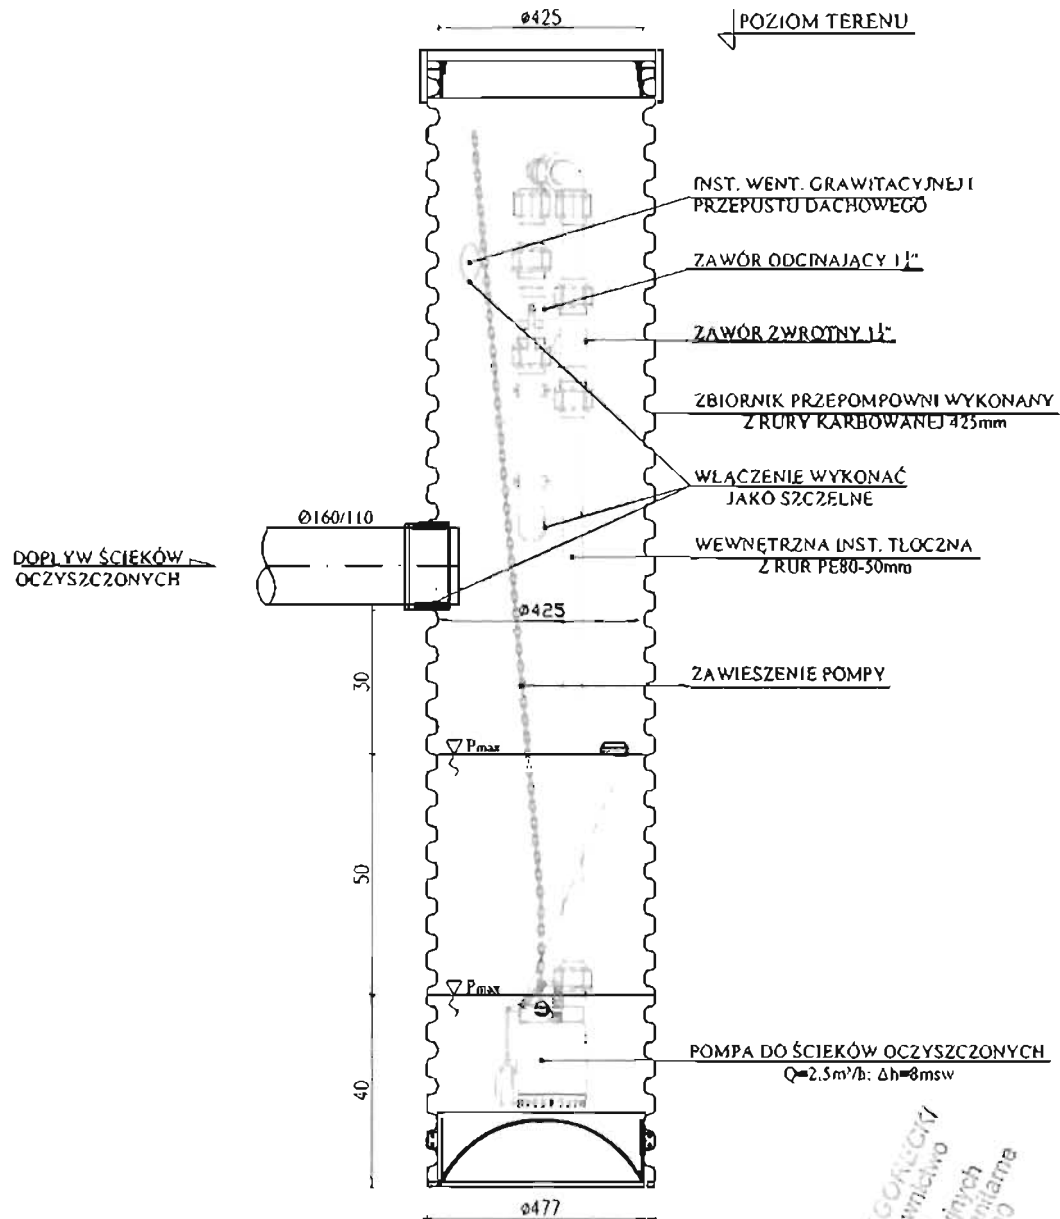 ø425
POZIOM TERENU
INST. WENT. GRAWITACYJNEJ I
PRZEPUSTU DACHOWEGO
ZAWÓR ODCINAJĄCY 1½"
ZAWÓR ZWROTNY 1½"
ZBIORNIK PRZEPOMPOWNI WYKONANY
Z RURY KARBOWANEJ 425mm
WŁĄCZENIE WYKONAĆ
JAKO SZCZELNE
Ø160/110
DOPŁYW ŚCIEKÓW
OCZYSZCZONYCH
WEWNĘTRZNA INST. TŁOCZNA
Z RUR PE80-50mm
ø425
30
ZAWIESZENIE POMPY
Pmax
50
Pmax
40
POMPA DO ŚCIEKÓW OCZYSZCZONYCH
Q=2,5m³/h; Δh=8msw
ø477